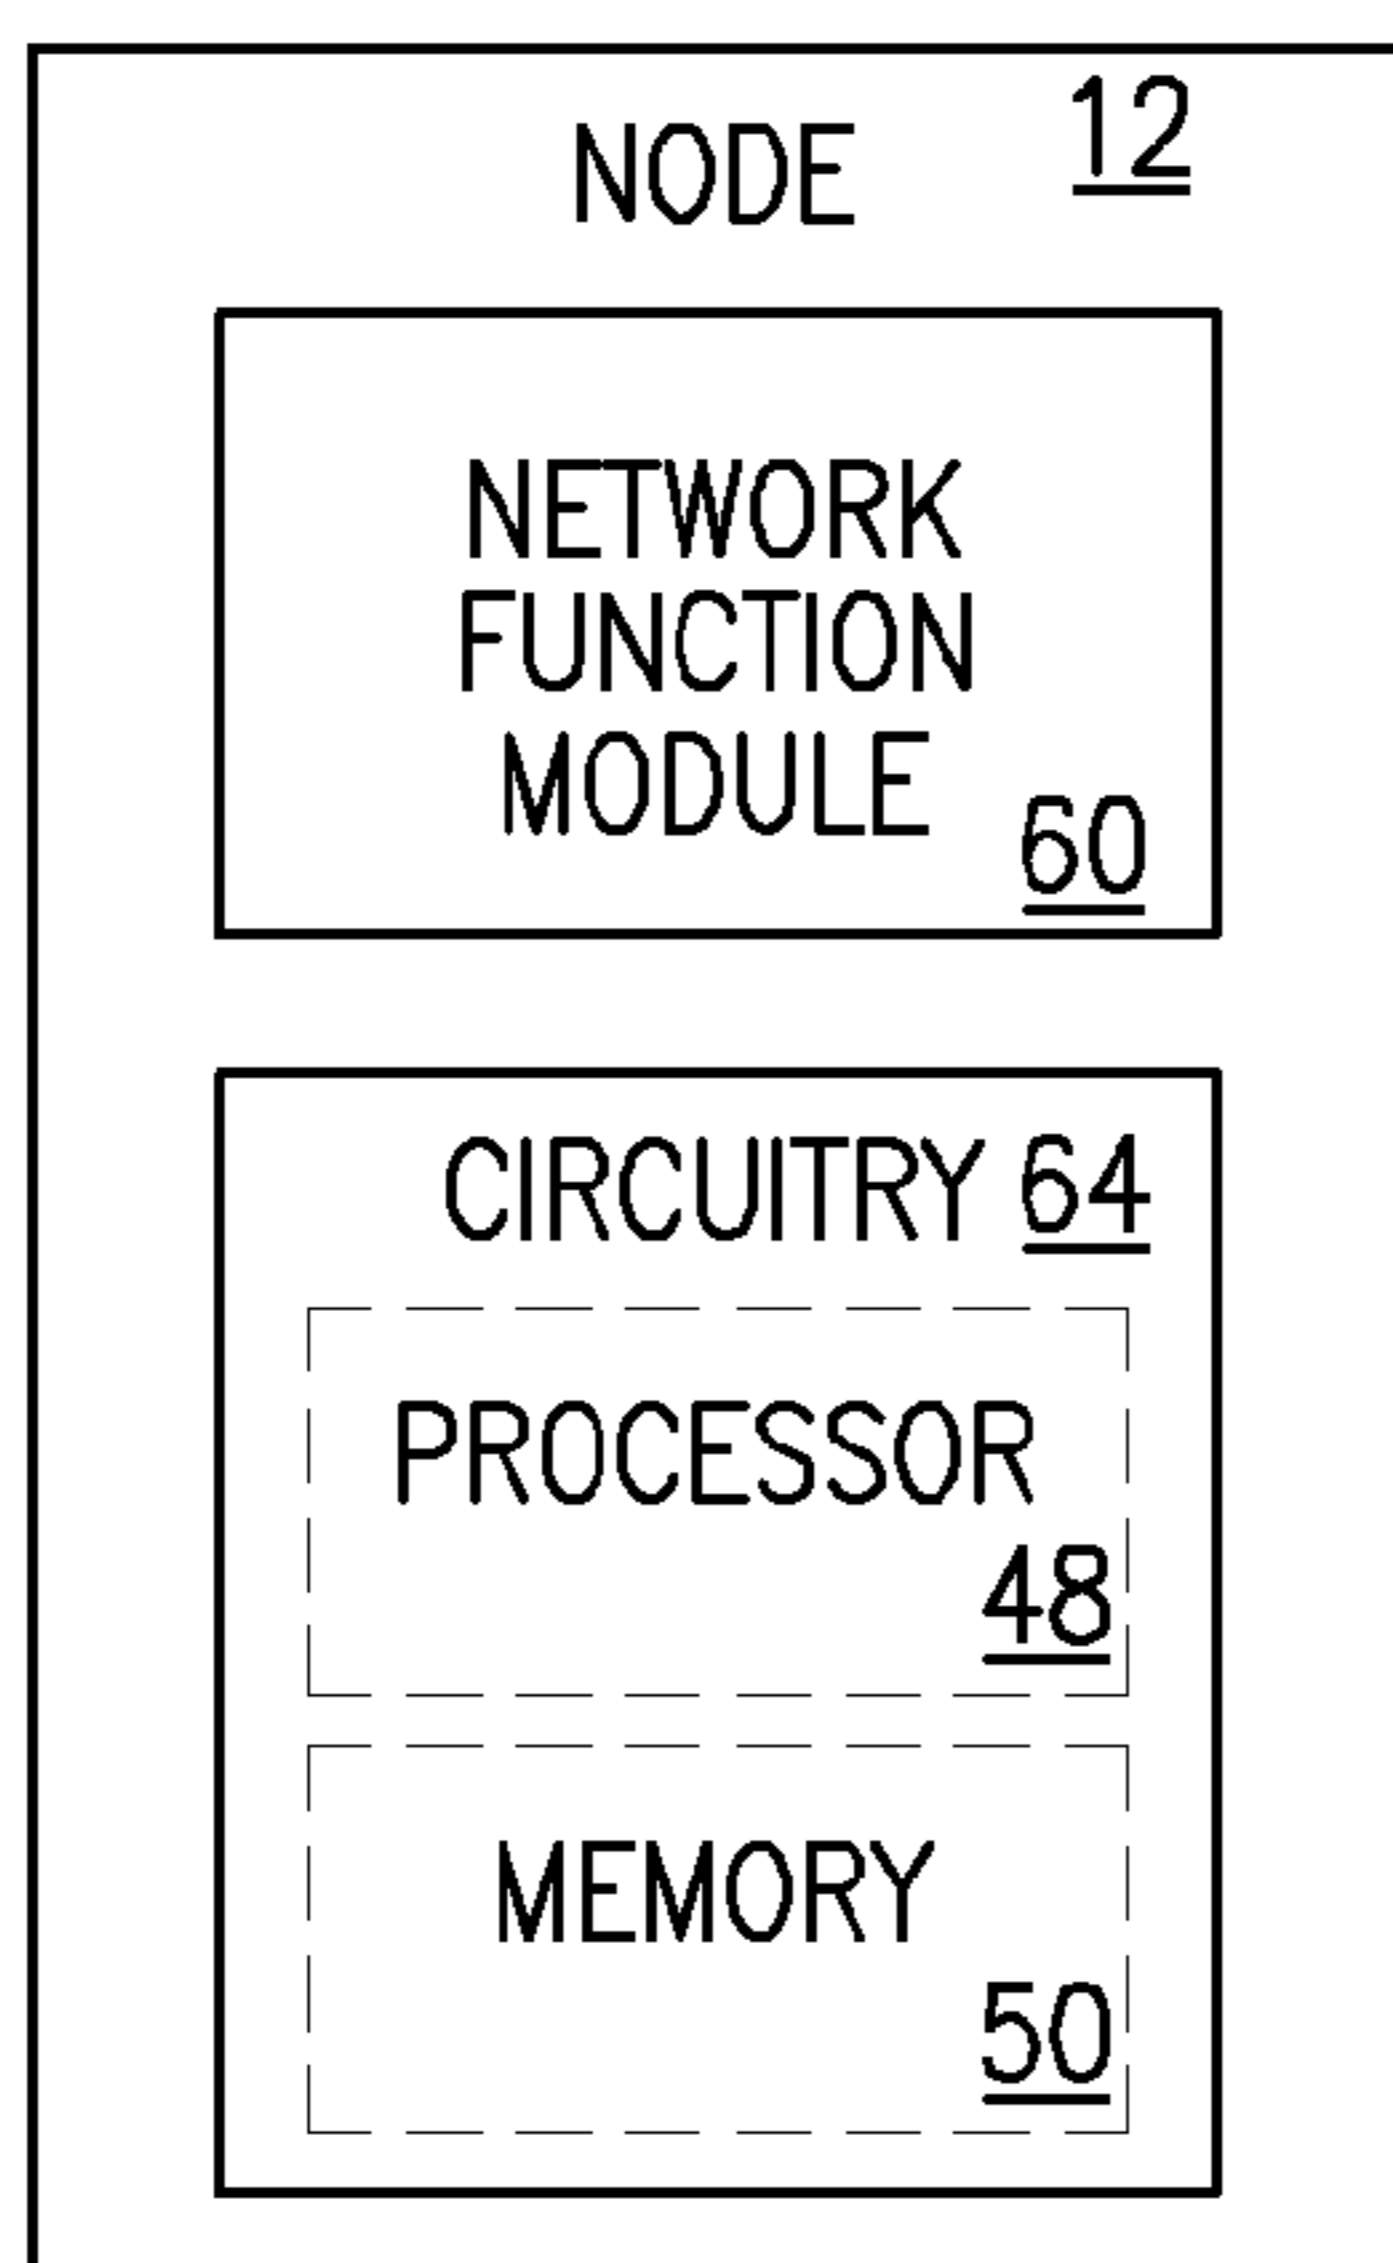 NODE 12
NETWORK
FUNCTION
MODULE
60
CIRCUITRY 64
PROCESSOR
48
MEMORY
50